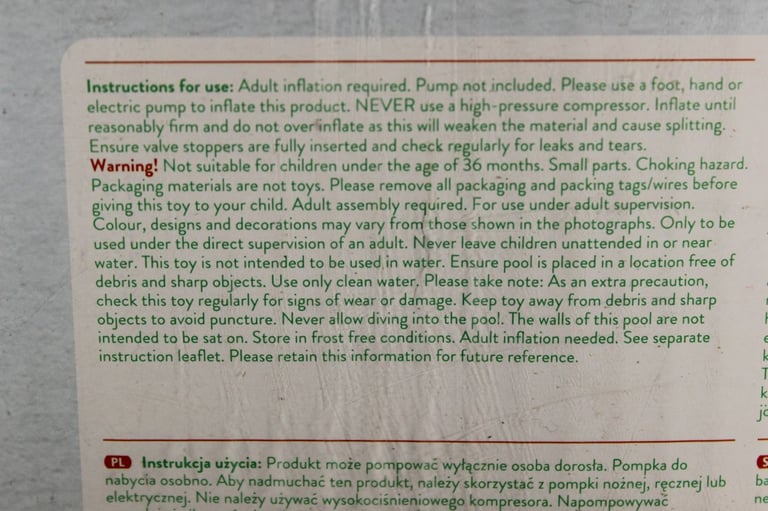 Instructions for use: Adult inflation required. Pump not included. Please use a foot, hand or
electric pump to inflate this product. NEVER use a high-pressure compressor. Inflate until
reasonably firm and do not over inflate as this will weaken the material and cause splitting.
Ensure valve stoppers are fully inserted and check regularly for leaks and tears.
Warning! Not suitable for children under the age of 36 months. Small parts. Choking hazard.
Packaging materials are not toys. Please remove all packaging and packing tags/wires before
giving this toy to your child. Adult assembly required. For use under adult supervision.
Colour, designs and decorations may vary from those shown in the photographs. Only to be
used under the direct supervision of an adult. Never leave children unattended in or near
water. This toy is not intended to be used in water. Ensure pool is placed in a location free of
debris and sharp objects. Use only clean water. Please take note: As an extra precaution,
check this toy regularly for signs of wear or damage. Keep toy away from debris and sharp
objects to avoid puncture. Never allow diving into the pool. The walls of this pool are not
intended to be sat on. Store in frost free conditions. Adult inflation needed. See separate
instruction leaflet. Please retain this information for future reference.
PL Instrukcja użycia: Produkt może pompować wyłącznie osoba dorosła. Pompka do
nabycia osobno. Aby nadmuchać ten produkt, należy skorzystać z pompki nożnej, ręcznej lub
elektrycznej. Nie należy używać wysokociśnieniowego kompresora. Napompowywać